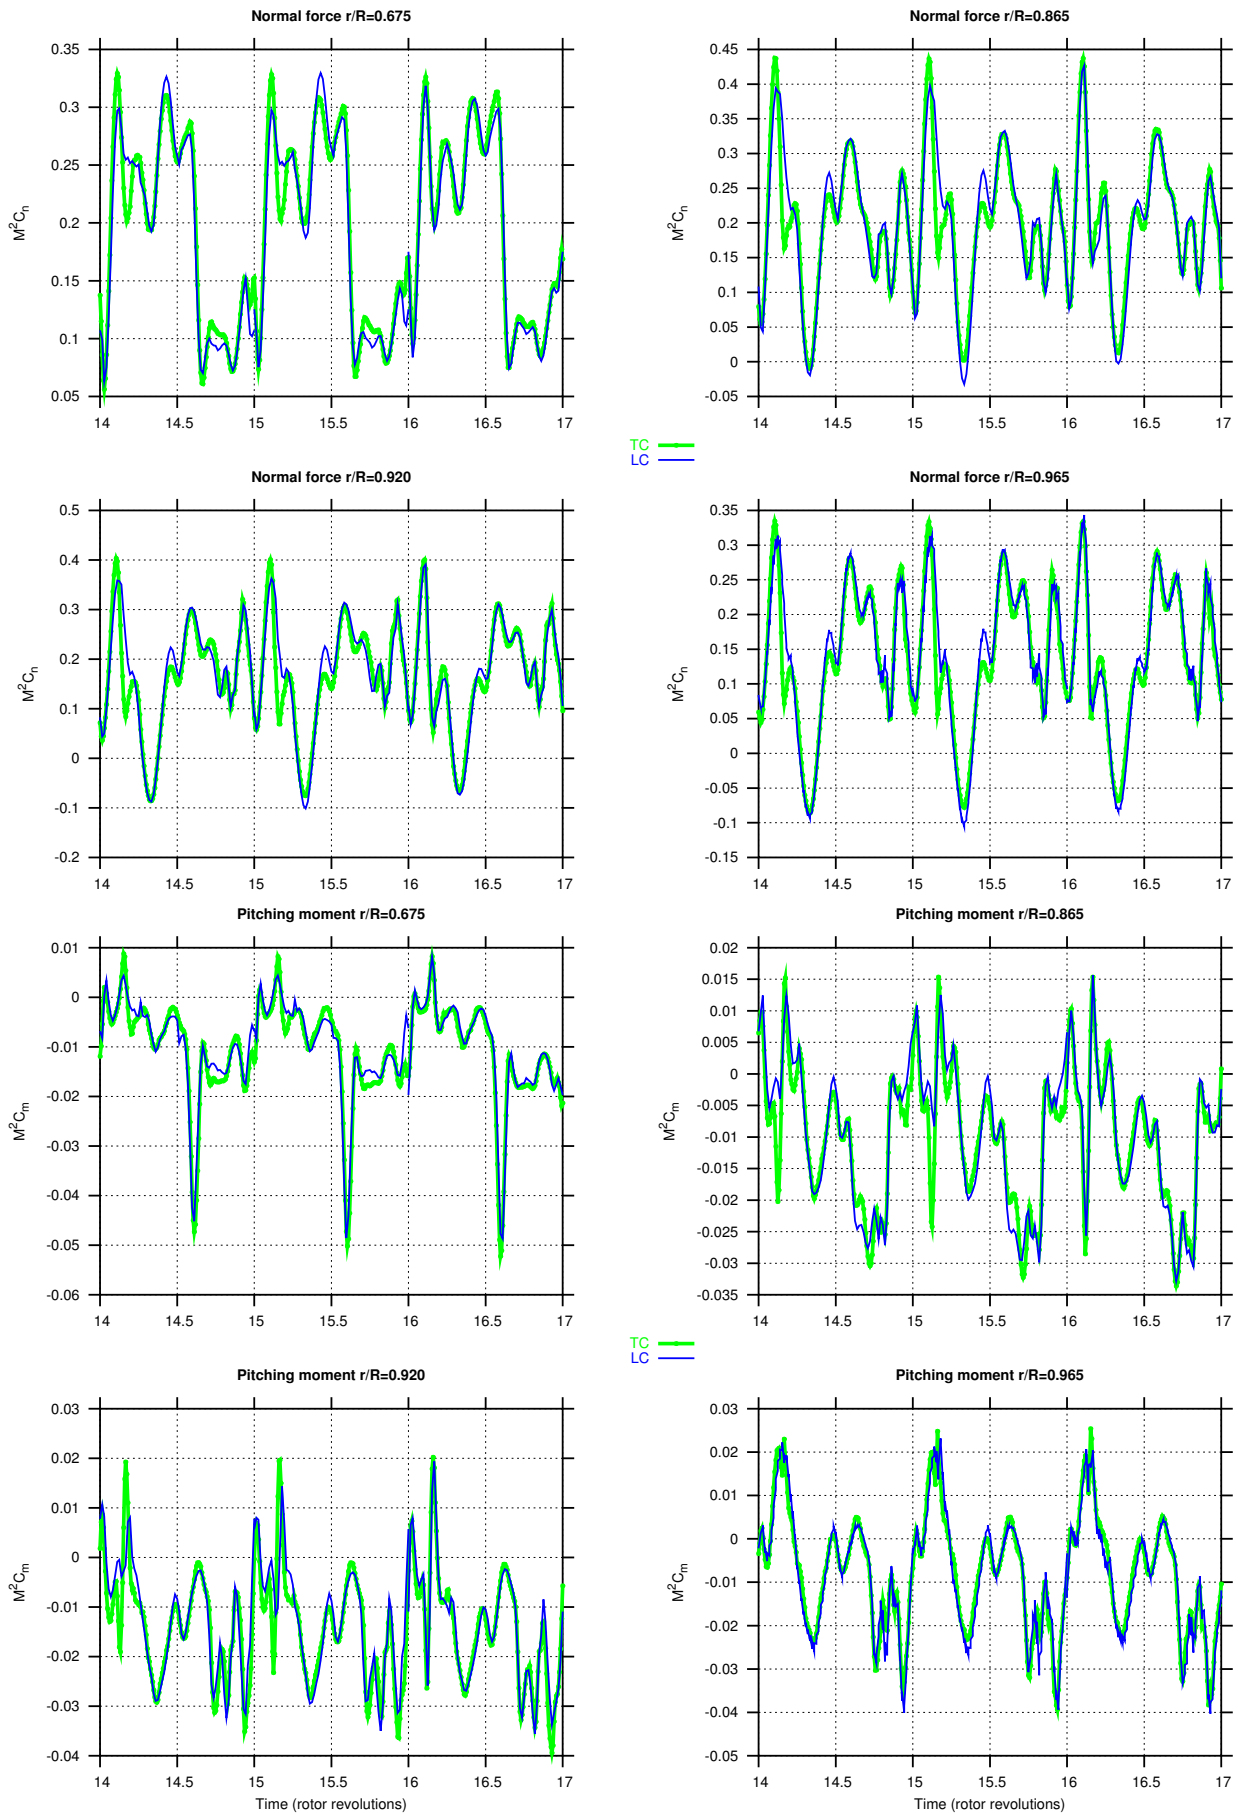 Normal force r/R=0.675
0.35
0.3
0.25
0.2
0.15
0.1
0.05
M²Cₙ
14 14.5 15 15.5 16 16.5 17
Normal force r/R=0.865
0.45
0.4
0.35
0.3
0.25
0.2
0.15
0.1
0.05
0
-0.05
M²Cₙ
14 14.5 15 15.5 16 16.5 17
TC
LC
Normal force r/R=0.920
0.5
0.4
0.3
0.2
0.1
0
-0.1
-0.2
M²Cₙ
14 14.5 15 15.5 16 16.5 17
Normal force r/R=0.965
0.35
0.3
0.25
0.2
0.15
0.1
0.05
0
-0.05
-0.1
-0.15
M²Cₙ
14 14.5 15 15.5 16 16.5 17
Pitching moment r/R=0.675
0.01
0
-0.01
-0.02
-0.03
-0.04
-0.05
-0.06
M²Cₘ
14 14.5 15 15.5 16 16.5 17
Pitching moment r/R=0.865
0.02
0.015
0.01
0.005
0
-0.005
-0.01
-0.015
-0.02
-0.025
-0.03
-0.035
M²Cₘ
14 14.5 15 15.5 16 16.5 17
TC
LC
Pitching moment r/R=0.920
0.03
0.02
0.01
0
-0.01
-0.02
-0.03
-0.04
M²Cₘ
14 14.5 15 15.5 16 16.5 17
Time (rotor revolutions)
Pitching moment r/R=0.965
0.03
0.02
0.01
0
-0.01
-0.02
-0.03
-0.04
-0.05
M²Cₘ
14 14.5 15 15.5 16 16.5 17
Time (rotor revolutions)